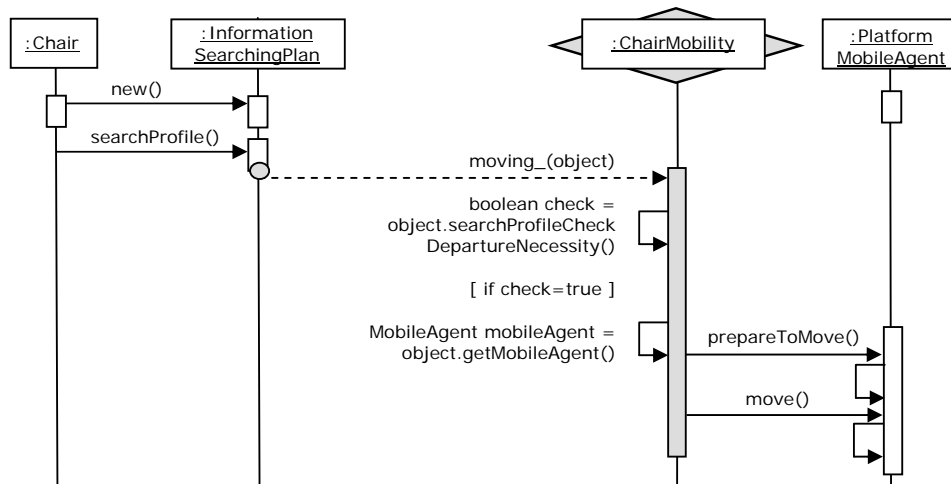 :Chair
:Information
SearchingPlan
:ChairMobility
:Platform
MobileAgent
new()
searchProfile()
moving_(object)
boolean check =
object.searchProfileCheck
DepartureNecessity()
[ if check=true ]
MobileAgent mobileAgent =
object.getMobileAgent()
prepareToMove()
move()